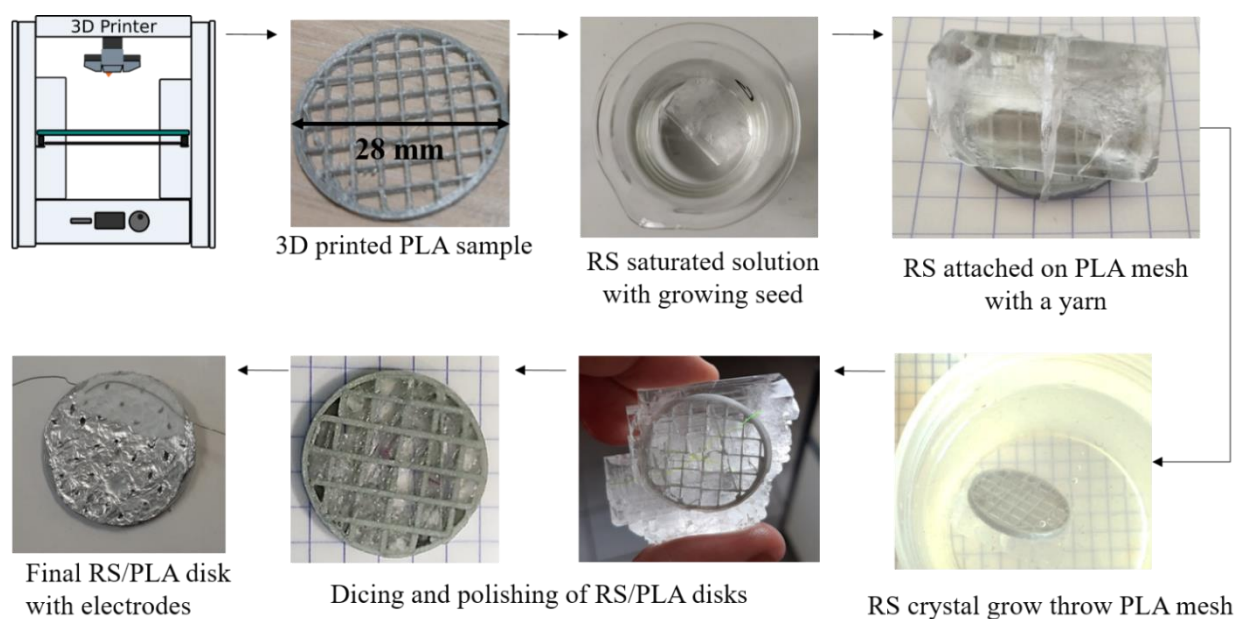 3D Printer
28 mm
3D printed PLA sample
RS saturated solution
with growing seed
RS attached on PLA mesh
with a yarn
Final RS/PLA disk
with electrodes
Dicing and polishing of RS/PLA disks
RS crystal grow throw PLA mesh